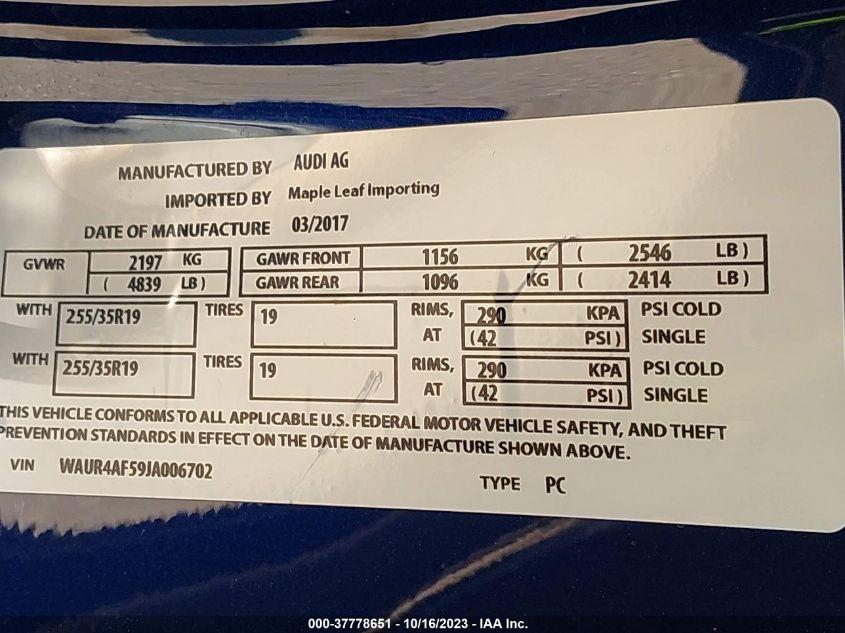 MANUFACTURED BY AUDI AG
IMPORTED BY Maple Leaf Importing
DATE OF MANUFACTURE 03/2017
GVWR 2197 KG GAWR FRONT 1156 KG ( 2546 LB )
( 4839 LB ) GAWR REAR 1096 KG ( 2414 LB )
WITH 255/35R19 TIRES 19 RIMS, 290 KPA PSI COLD
AT (42 PSI ) SINGLE
WITH 255/35R19 TIRES 19 RIMS, 290 KPA PSI COLD
AT (42 PSI ) SINGLE
THIS VEHICLE CONFORMS TO ALL APPLICABLE U.S. FEDERAL MOTOR VEHICLE SAFETY, AND THEFT
PREVENTION STANDARDS IN EFFECT ON THE DATE OF MANUFACTURE SHOWN ABOVE.
VIN WAUR4AF59JA006702 TYPE PC
000-37778651 - 10/16/2023 - IAA Inc.